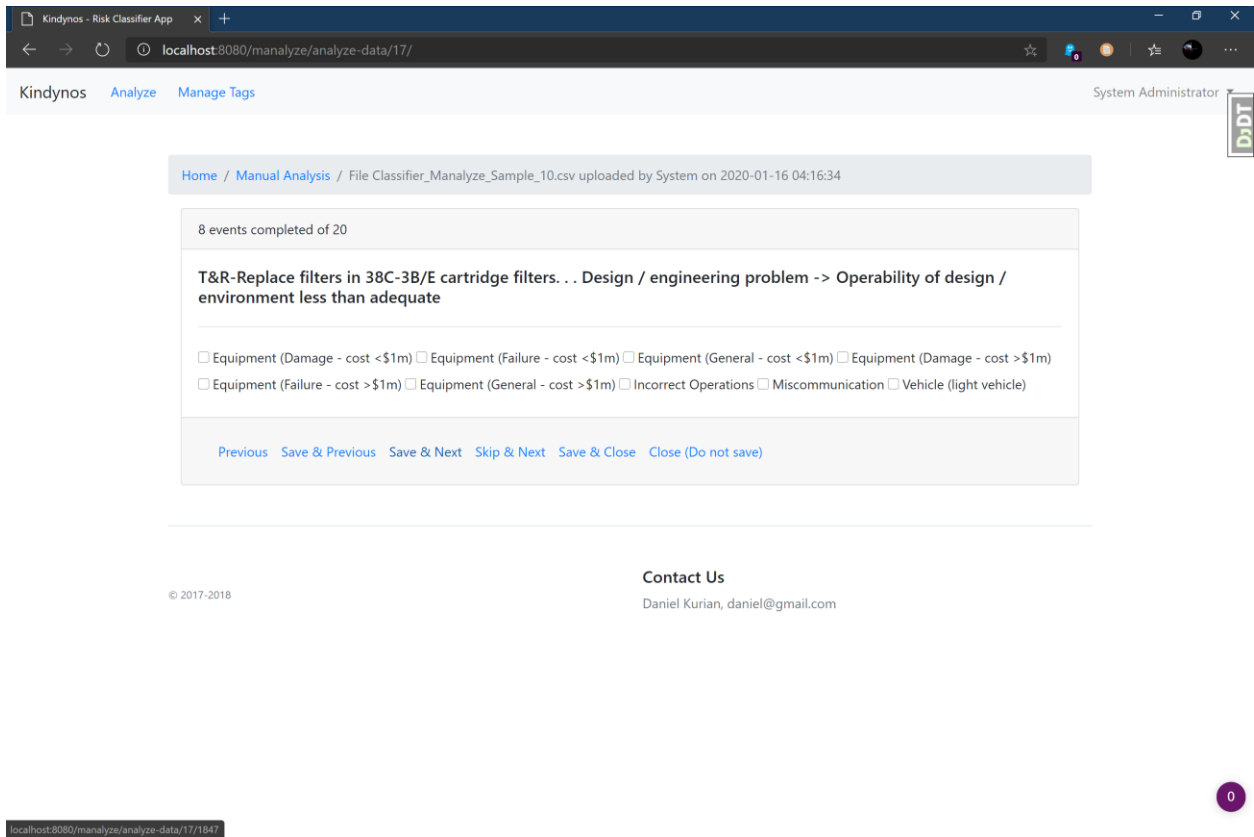 Kindynos - Risk Classifier App
localhost:8080/manalyze/analyze-data/17/
0
Kindynos Analyze Manage Tags System Administrator
DjDT
Home / Manual Analysis / File Classifier_Manalyze_Sample_10.csv uploaded by System on 2020-01-16 04:16:34
8 events completed of 20
T&R-Replace filters in 38C-3B/E cartridge filters. . . Design / engineering problem -> Operability of design /
environment less than adequate
Equipment (Damage - cost <$1m) Equipment (Failure - cost <$1m) Equipment (General - cost <$1m) Equipment (Damage - cost >$1m)
Equipment (Failure - cost >$1m) Equipment (General - cost >$1m) Incorrect Operations Miscommunication Vehicle (light vehicle)
Previous Save & Previous Save & Next Skip & Next Save & Close Close (Do not save)
Contact Us
© 2017-2018
Daniel Kurian, daniel@gmail.com
0
localhost:8080/manalyze/analyze-data/17/1847